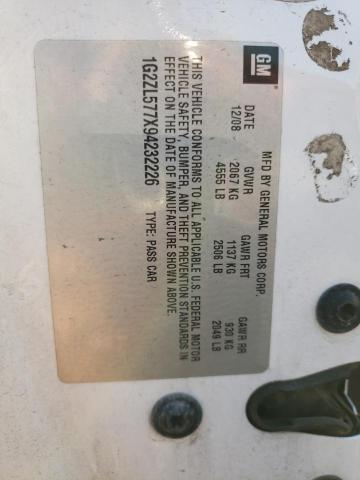 GM
MFD BY GENERAL MOTORS CORP.
DATE GVWR GAWR FRT GAWR RR
12/08 2067 KG 1137 KG 930 KG
4555 LB 2506 LB 2049 LB
THIS VEHICLE CONFORMS TO ALL APPLICABLE U.S. FEDERAL MOTOR
VEHICLE SAFETY, BUMPER, AND THEFT PREVENTION STANDARDS IN
EFFECT ON THE DATE OF MANUFACTURE SHOWN ABOVE.
1G2ZL577X94232226 TYPE: PASS CAR